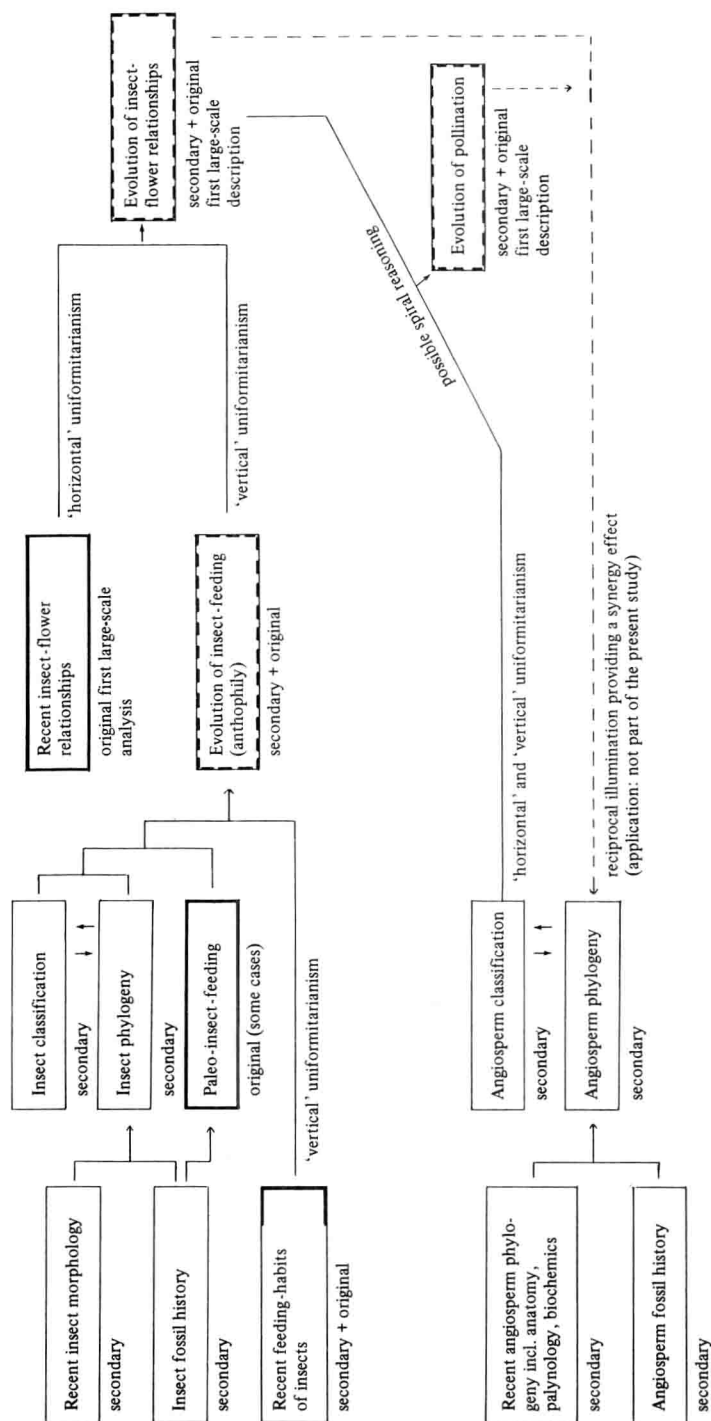 Recent insect morphology
secondary
Insect fossil history
secondary
Recent feeding-habits
of insects
secondary + original
Insect classification
secondary
Insect phylogeny
secondary
Paleo-insect-feeding
original (some cases)
'vertical' uniformitarianism
Recent insect-flower
relationships
original first large-scale
analysis
Evolution of insect-feeding
(anthophily)
secondary + original
'horizontal' uniformitarianism
'vertical' uniformitarianism
Evolution of insect-
flower relationships
secondary + original
first large-scale
description
possible spiral reasoning
Evolution of pollination
secondary + original
first large-scale
description
Recent angiosperm phylo-
geny incl. anatomy,
palynology, biochemics
secondary
Angiosperm fossil history
secondary
Angiosperm classification
secondary
Angiosperm phylogeny
secondary
'horizontal' and 'vertical' uniformitarianism
reciprocal illumination providing a synergy effect
(application: not part of the present study)